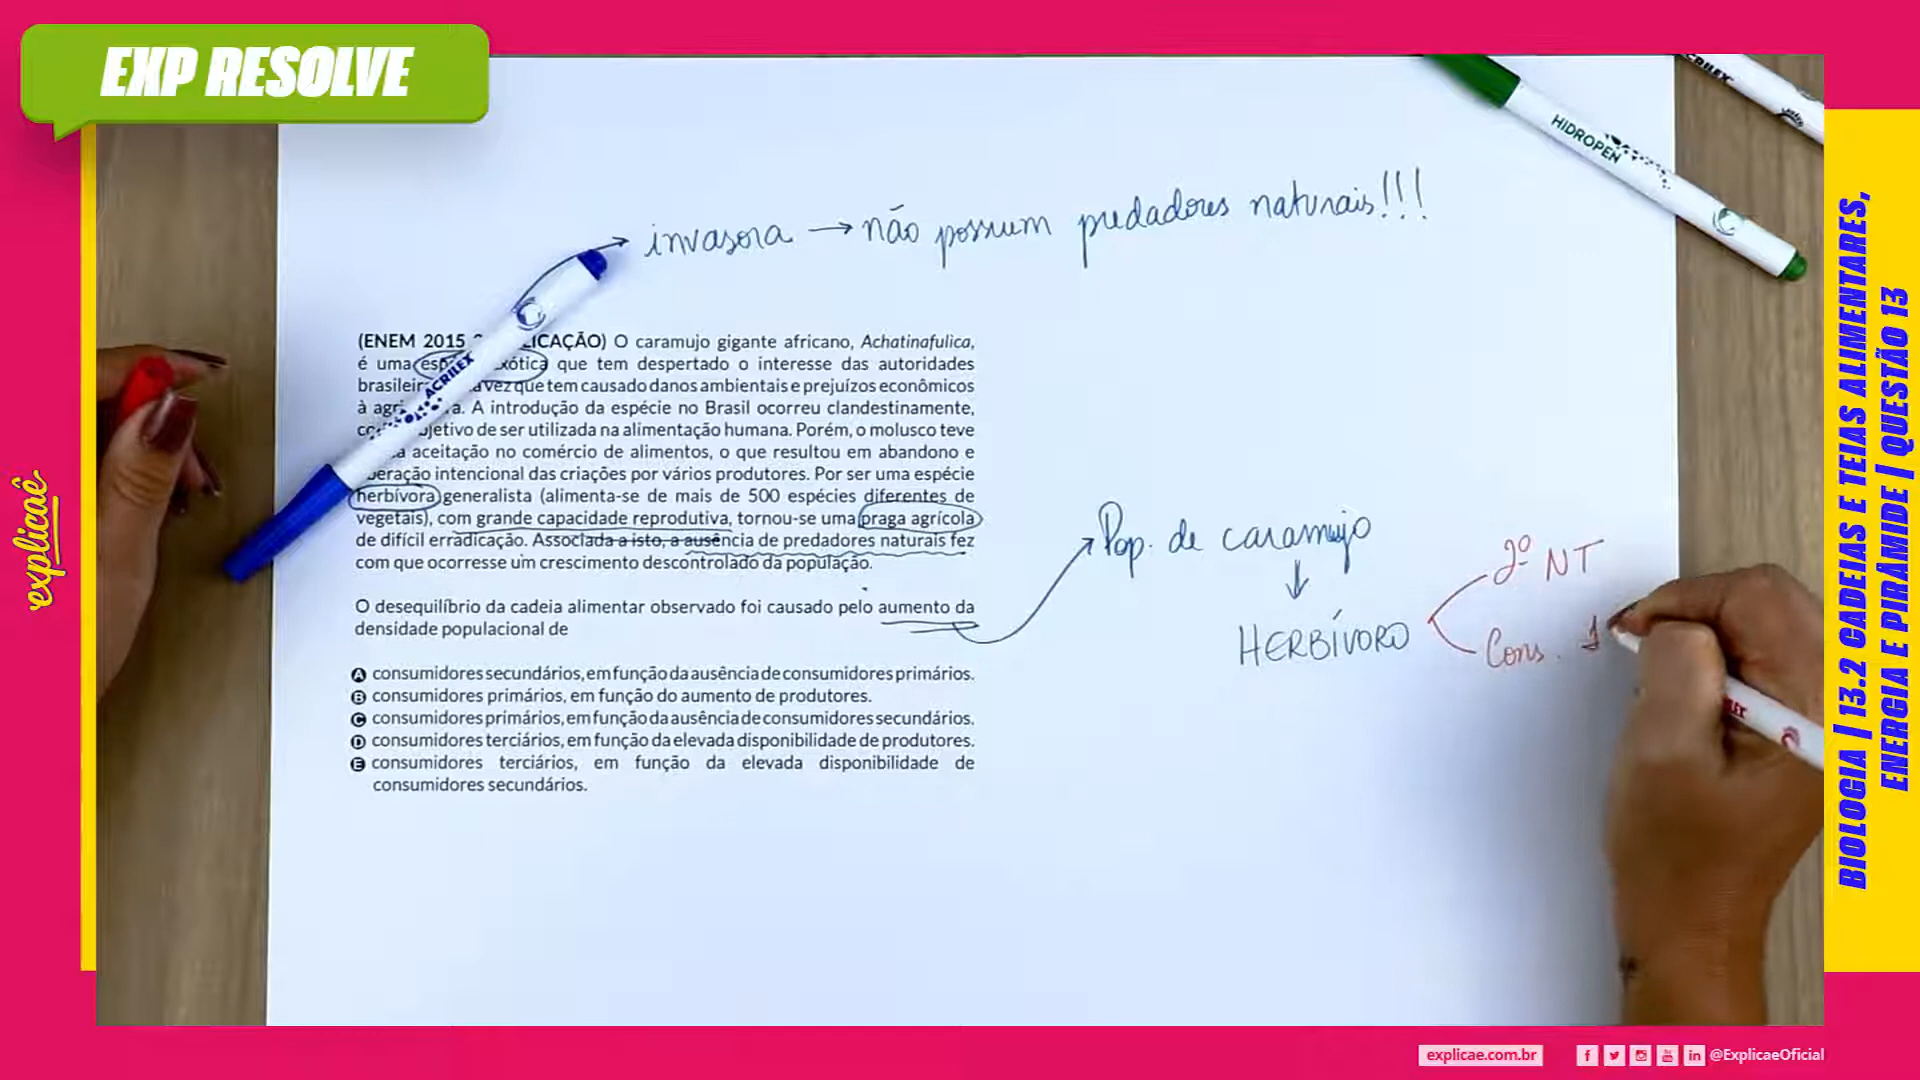 EXP RESOLVE
invasora → não possuem predadores naturais!!!
HIDROPEN
ACRILEX
(ENEM 2015 2 LICAÇÃO) O caramujo gigante africano, Achatinafulica,
é uma esp xótica que tem despertado o interesse das autoridades
brasileir a vez que tem causado danos ambientais e prejuízos econômicos
à agr a. A introdução da espécie no Brasil ocorreu clandestinamente,
co bjetivo de ser utilizada na alimentação humana. Porém, o molusco teve
a aceitação no comércio de alimentos, o que resultou em abandono e
beração intencional das criações por vários produtores. Por ser uma espécie
herbívora generalista (alimenta-se de mais de 500 espécies diferentes de
vegetais), com grande capacidade reprodutiva, tornou-se uma praga agrícola
de difícil erradicação. Associada a isto, a ausência de predadores naturais fez
com que ocorresse um crescimento descontrolado da população.
O desequilíbrio da cadeia alimentar observado foi causado pelo aumento da
densidade populacional de
A consumidores secundários, em função da ausência de consumidores primários.
B consumidores primários, em função do aumento de produtores.
C consumidores primários, em função da ausência de consumidores secundários.
D consumidores terciários, em função da elevada disponibilidade de produtores.
E consumidores terciários, em função da elevada disponibilidade de
consumidores secundários.
Pop. de caramujo
↓
HERBÍVORO
2º NT
Cons. 1
explicaê
BIOLOGIA | 13.2 CADEIAS E TEIAS ALIMENTARES,
ENERGIA E PIRÂMIDE | QUESTÃO 13
explicae.com.br
@ExplicaeOficial